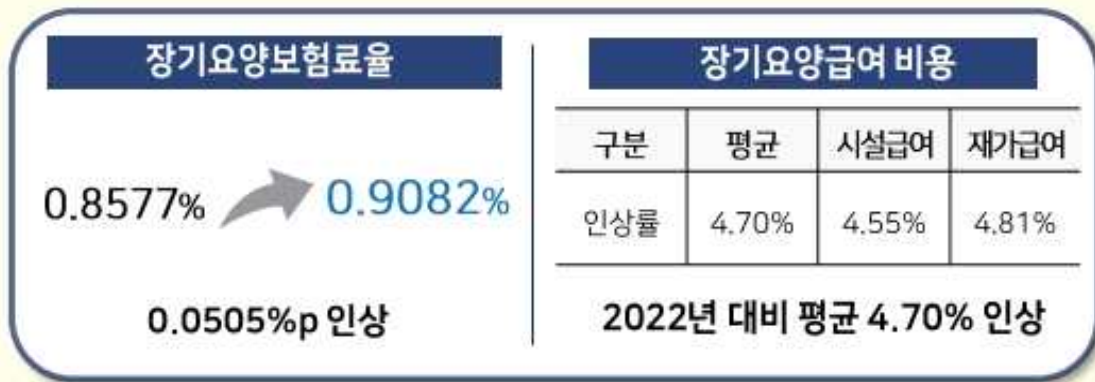 장기요양보험료율
0.8577% 0.9082%
0.0505%p 인상
장기요양급여 비용
구분 평균 시설급여 재가급여
인상률 4.70% 4.55% 4.81%
2022년 대비 평균 4.70% 인상